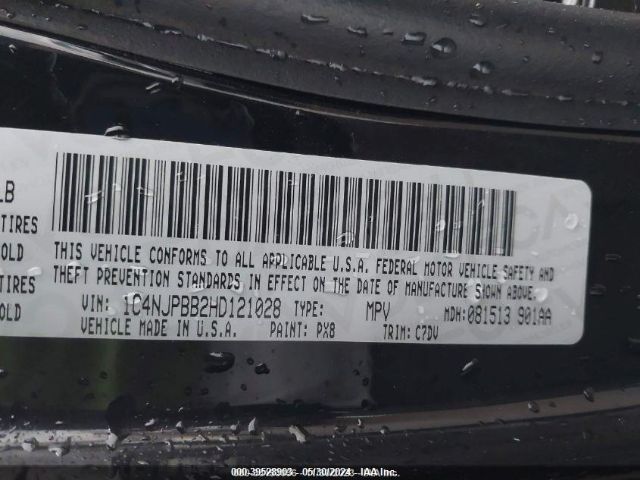 LB
TIRES
OLD
TIRES
OLD
THIS VEHICLE CONFORMS TO ALL APPLICABLE U.S.A. FEDERAL MOTOR VEHICLE SAFETY AND
THEFT PREVENTION STANDARDS IN EFFECT ON THE DATE OF MANUFACTURE SHOWN ABOVE.
VIN: 1C4NJPBB2HD121028 TYPE: MPV MDH:081513 901AA
VEHICLE MADE IN U.S.A. PAINT: PX8 TRIM: C7DV
000-39528903 05/30/2024 IAA Inc.